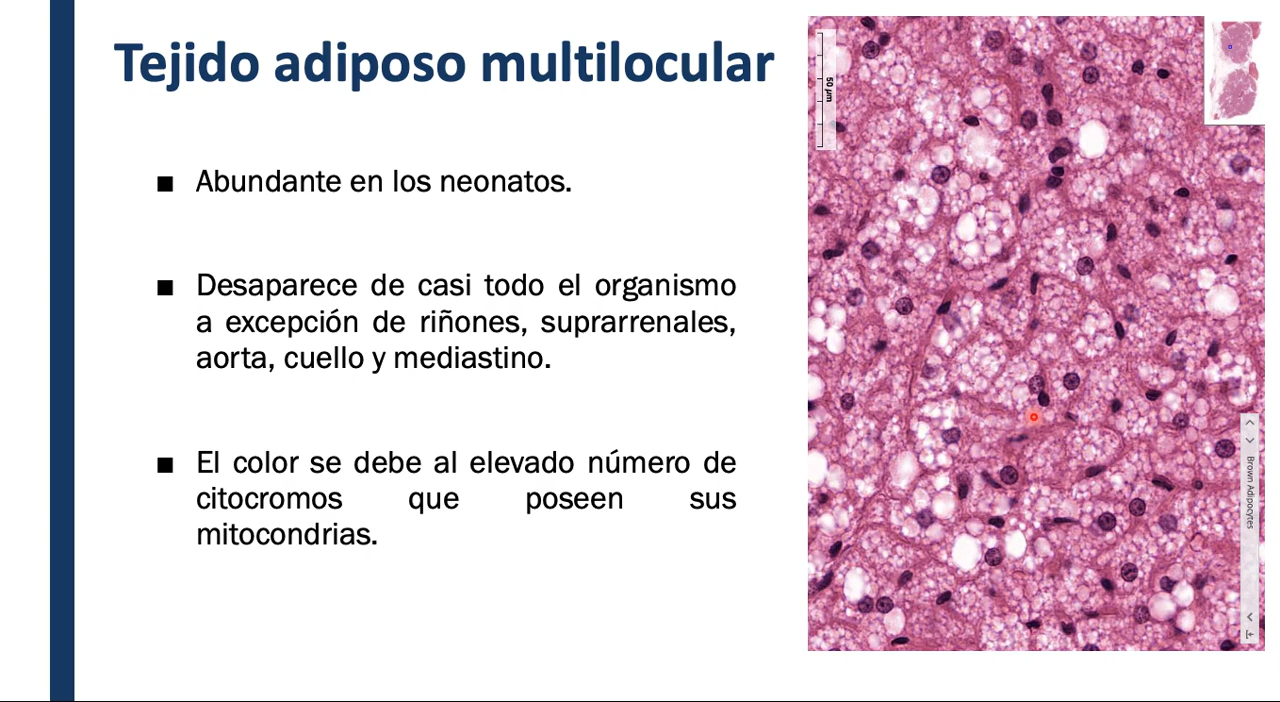 Tejido adiposo multilocular
▪ Abundante en los neonatos.
▪ Desaparece de casi todo el organismo
a excepción de riñones, suprarrenales,
aorta, cuello y mediastino.
▪ El color se debe al elevado número de
citocromos que poseen sus
mitocondrias.
50 µm
Brown Adipocytes